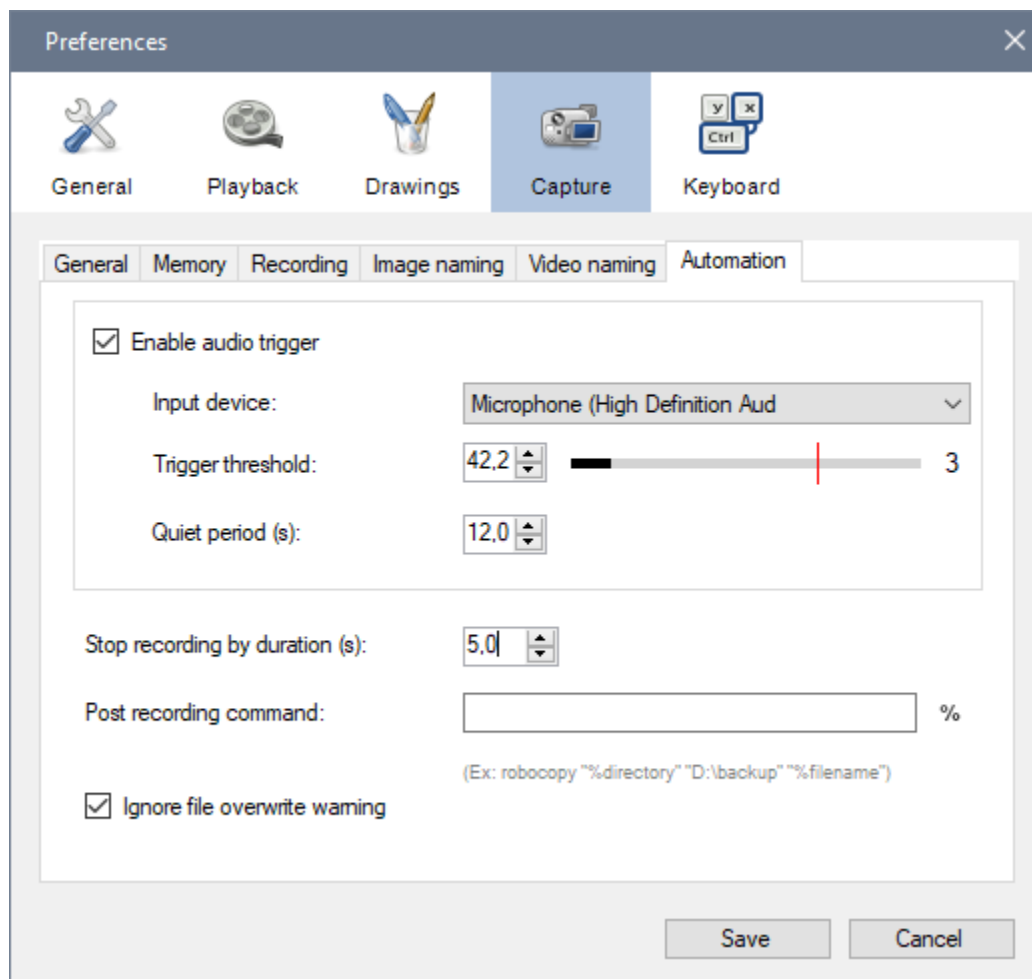 Preferences
y x
Ctrl
General Playback Drawings Capture Keyboard
General Memory Recording Image naming Video naming Automation
Enable audio trigger
Input device: Microphone (High Definition Aud
Trigger threshold: 42,2 3
Quiet period (s): 12,0
Stop recording by duration (s): 5,0
Post recording command: %
(Ex: robocopy "%directory" "D:\backup" "%filename")
Ignore file overwrite warning
Save Cancel